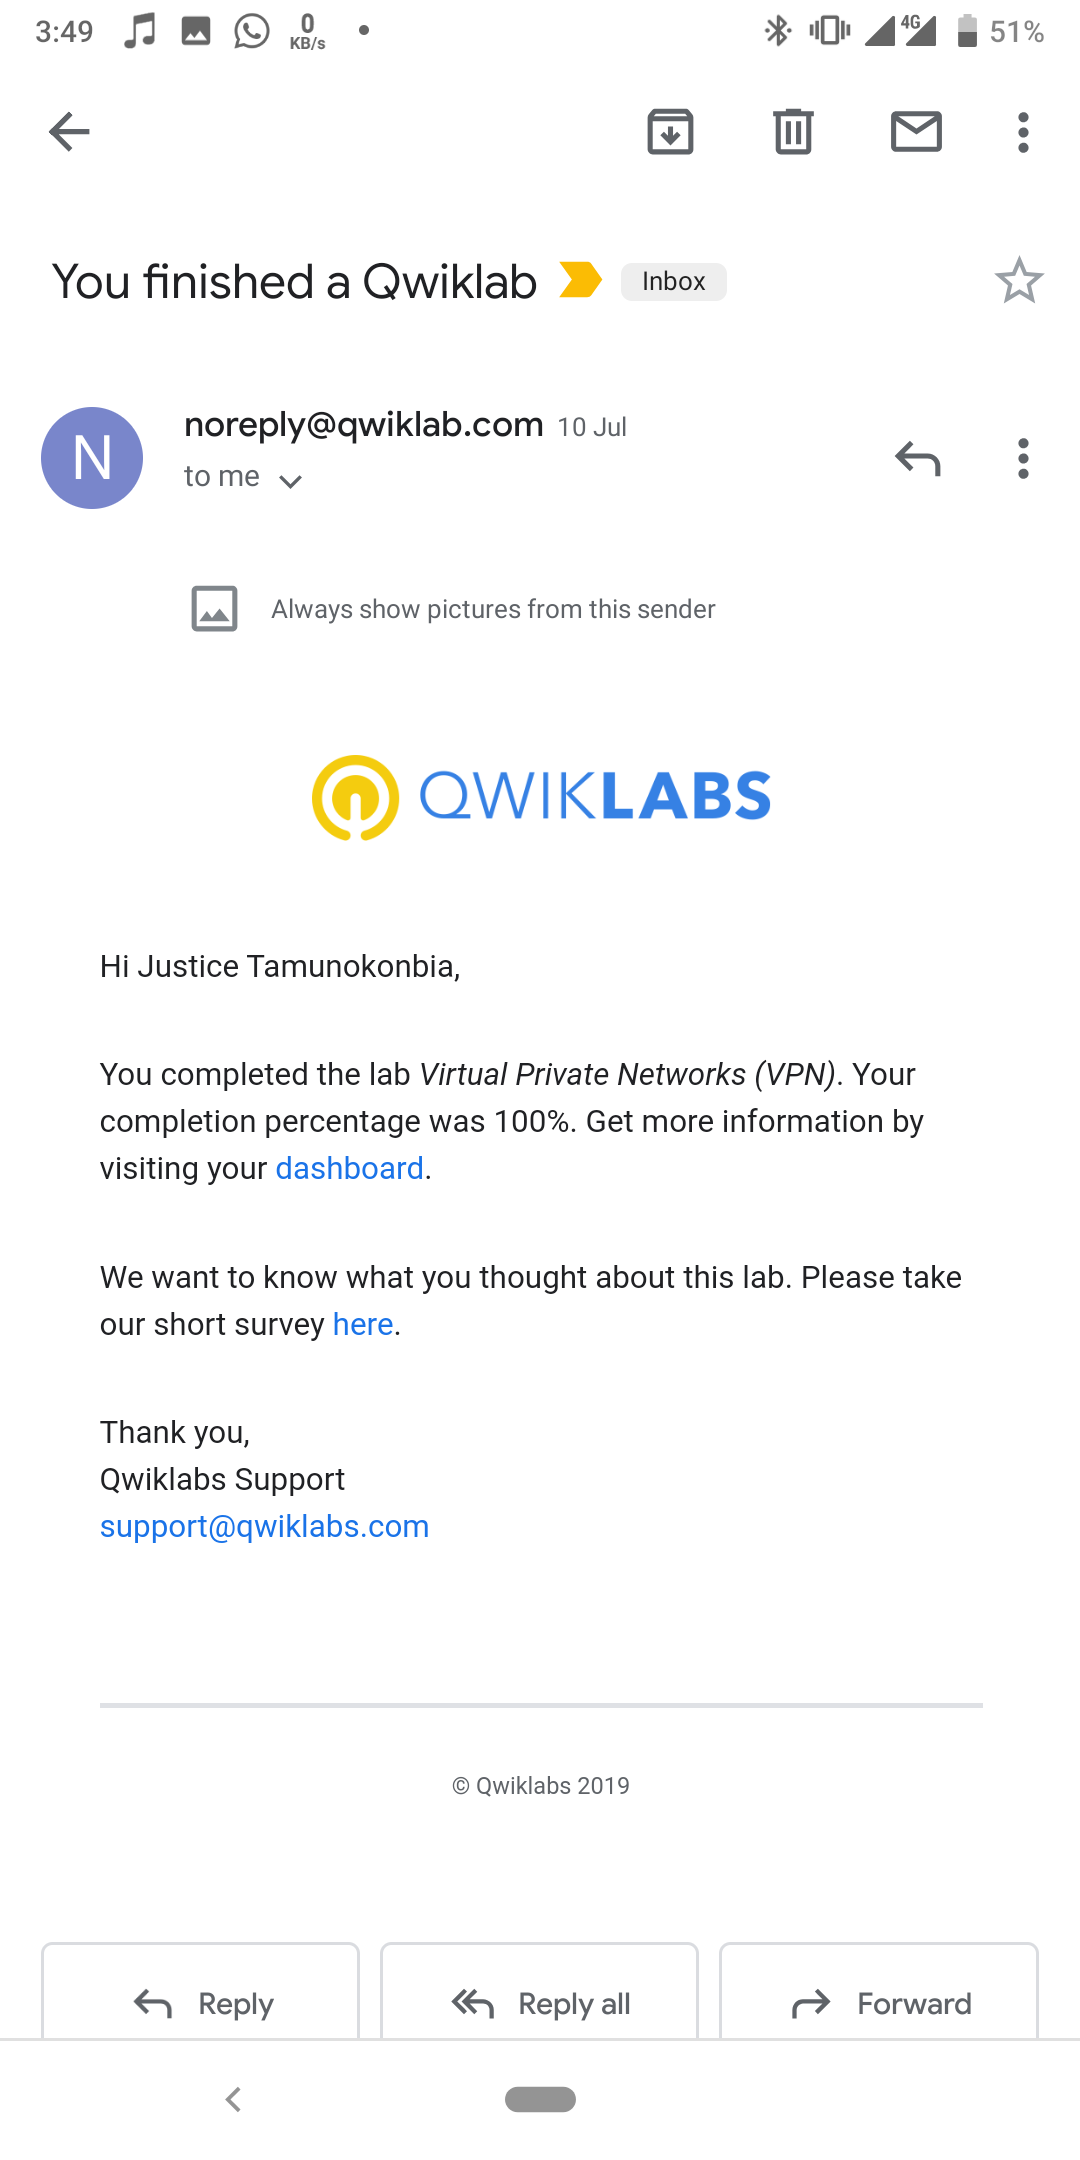 3:49
0
KB/s
4G
51%
You finished a Qwiklab
Inbox
N
noreply@qwiklab.com 10 Jul
to me
Always show pictures from this sender
QWIKLABS
Hi Justice Tamunokonbia,
You completed the lab Virtual Private Networks (VPN). Your
completion percentage was 100%. Get more information by
visiting your dashboard.
We want to know what you thought about this lab. Please take
our short survey here.
Thank you,
Qwiklabs Support
support@qwiklabs.com
© Qwiklabs 2019
Reply
Reply all
Forward